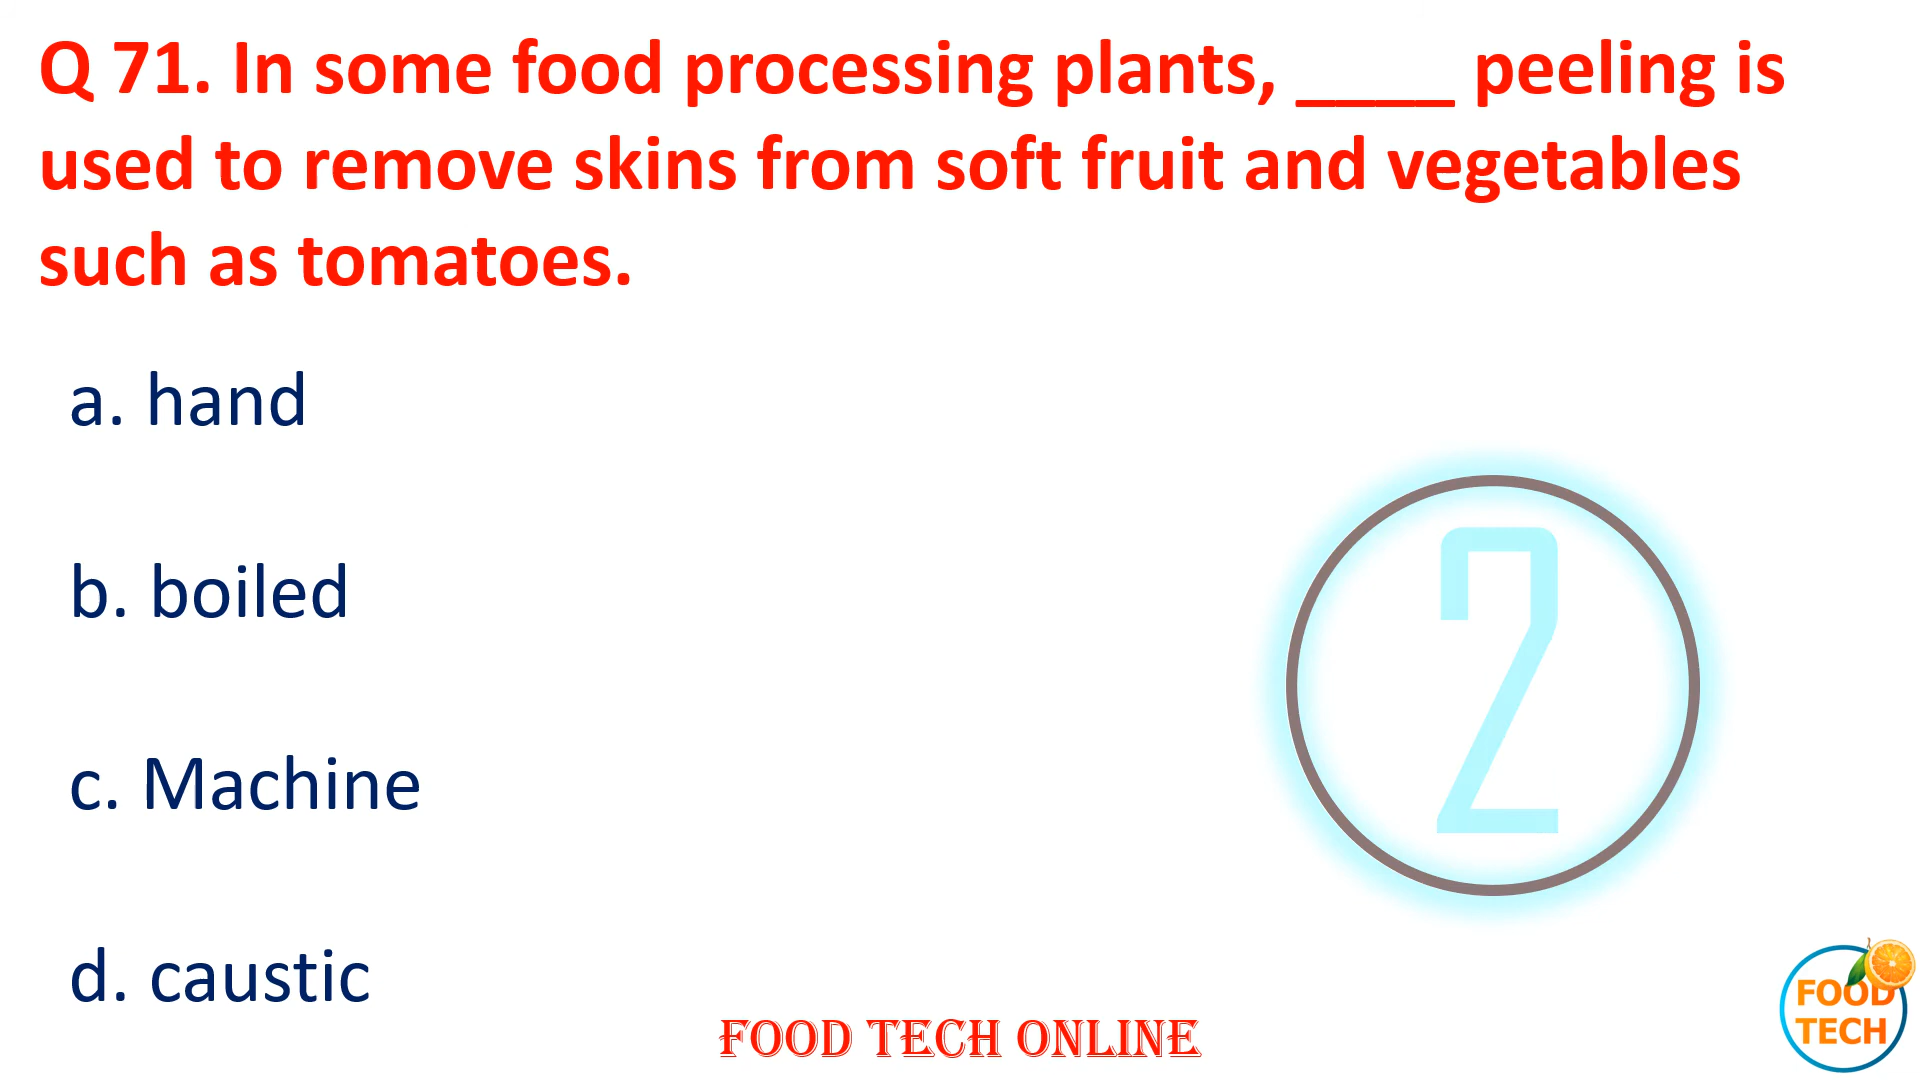 Q 71. In some food processing plants, ____ peeling is
used to remove skins from soft fruit and vegetables
such as tomatoes.
a. hand
b. boiled
c. Machine
d. caustic
2
FOOD TECH ONLINE
FOOD
TECH